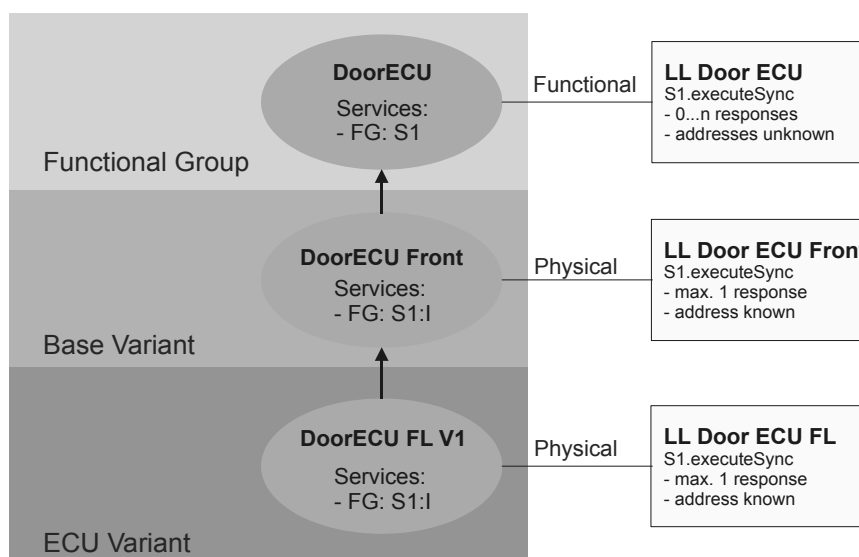 DoorECU
Services:
- FG: S1
Functional Group
Functional
LL Door ECU
S1.executeSync
- 0...n responses
- addresses unknown
DoorECU Front
Services:
- FG: S1:I
Base Variant
Physical
LL Door ECU Front
S1.executeSync
- max. 1 response
- address known
DoorECU FL V1
Services:
- FG: S1:I
ECU Variant
Physical
LL Door ECU FL
S1.executeSync
- max. 1 response
- address known